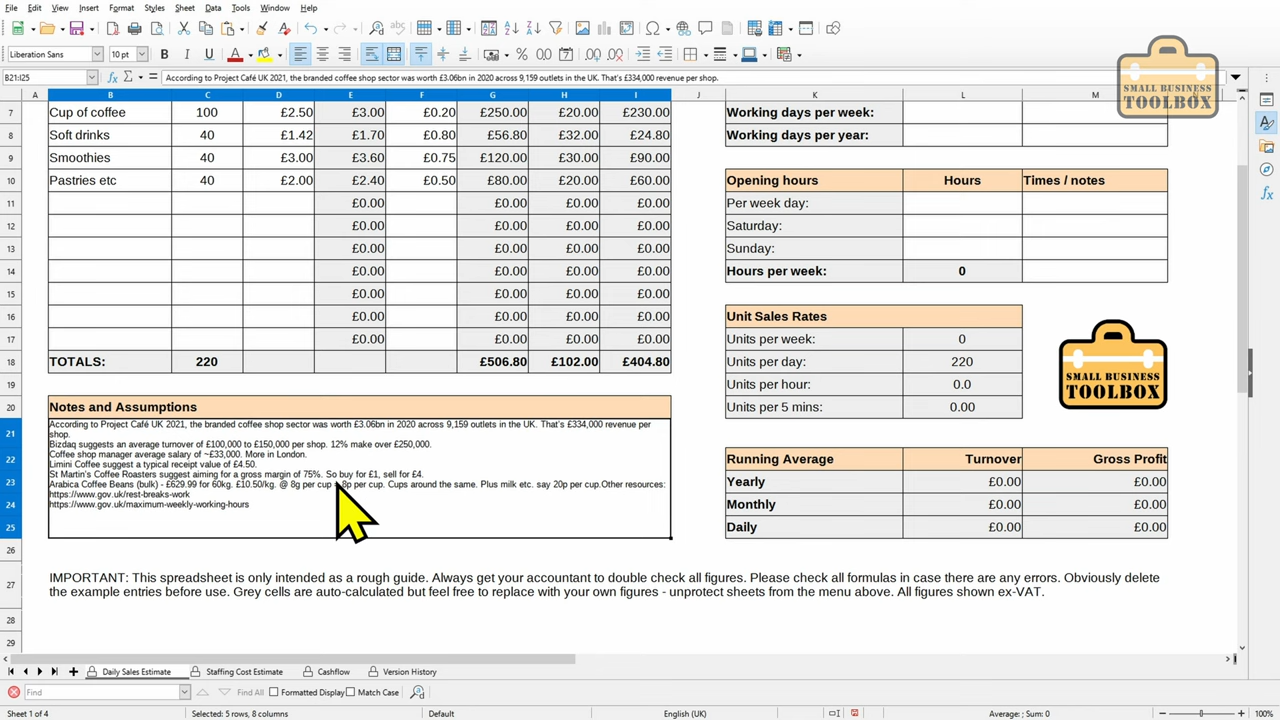 File Edit View Insert Format Styles Sheet Data Tools Window Help
Liberation Sans 10 pt
B21:I25 According to Project Café UK 2021, the branded coffee shop sector was worth £3.06bn in 2020 across 9,159 outlets in the UK. That's £334,000 revenue per shop.
SMALL BUSINESS
TOOLBOX
A B C D E F G H I J K L M
7 Cup of coffee 100 £2.50 £3.00 £0.20 £250.00 £20.00 £230.00 Working days per week:
8 Soft drinks 40 £1.42 £1.70 £0.80 £56.80 £32.00 £24.80 Working days per year:
9 Smoothies 40 £3.00 £3.60 £0.75 £120.00 £30.00 £90.00
10 Pastries etc 40 £2.00 £2.40 £0.50 £80.00 £20.00 £60.00 Opening hours Hours Times / notes
11 £0.00 £0.00 £0.00 £0.00 Per week day:
12 £0.00 £0.00 £0.00 £0.00 Saturday:
13 £0.00 £0.00 £0.00 £0.00 Sunday:
14 £0.00 £0.00 £0.00 £0.00 Hours per week: 0
15 £0.00 £0.00 £0.00 £0.00
16 £0.00 £0.00 £0.00 £0.00 Unit Sales Rates
17 £0.00 £0.00 £0.00 £0.00 Units per week: 0
18 TOTALS: 220 £506.80 £102.00 £404.80 Units per day: 220
19 Units per hour: 0.0
20 Notes and Assumptions Units per 5 mins: 0.00
SMALL BUSINESS
TOOLBOX
According to Project Café UK 2021, the branded coffee shop sector was worth £3.06bn in 2020 across 9,159 outlets in the UK. That's £334,000 revenue per
21 shop.
Bizdaq suggests an average turnover of £100,000 to £150,000 per shop. 12% make over £250,000.
Coffee shop manager average salary of ~£33,000. More in London.
22 Limini Coffee suggest a typical receipt value of £4.50.
St Martin's Coffee Roasters suggest aiming for a gross margin of 75%. So buy for £1, sell for £4.
23 Arabica Coffee Beans (bulk) - £629.99 for 60kg. £10.50/kg. @ 8g per cup 8p per cup. Cups around the same. Plus milk etc. say 20p per cup.Other resources:
https://www.gov.uk/rest-breaks-work
24 https://www.gov.uk/maximum-weekly-working-hours
25
Running Average Turnover Gross Profit
Yearly £0.00 £0.00
Monthly £0.00 £0.00
Daily £0.00 £0.00
26
IMPORTANT: This spreadsheet is only intended as a rough guide. Always get your accountant to double check all figures. Please check all formulas in case there are any errors. Obviously delete
27 the example entries before use. Grey cells are auto-calculated but feel free to replace with your own figures - unprotect sheets from the menu above. All figures shown ex-VAT.
28
29
Daily Sales Estimate Staffing Cost Estimate Cashflow Version History
Find Find All Formatted Display Match Case
Sheet 1 of 4 Selected: 5 rows, 8 columns Default English (UK) Average: ; Sum: 0 100%